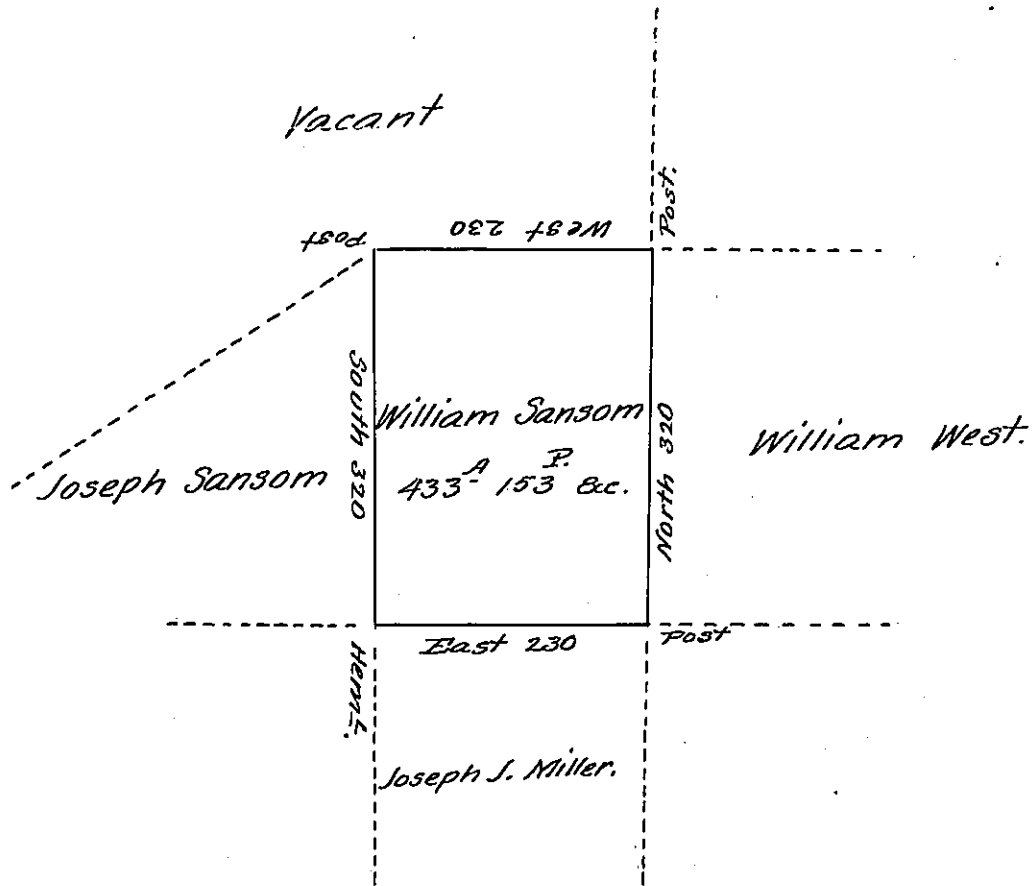 Vacant
Post.
West 230
Post
South 320
William Sansom
433 A 153 P. &c.
North 320
William West.
Joseph Sansom
East 230
Post
Heml.
Joseph J. Miller.